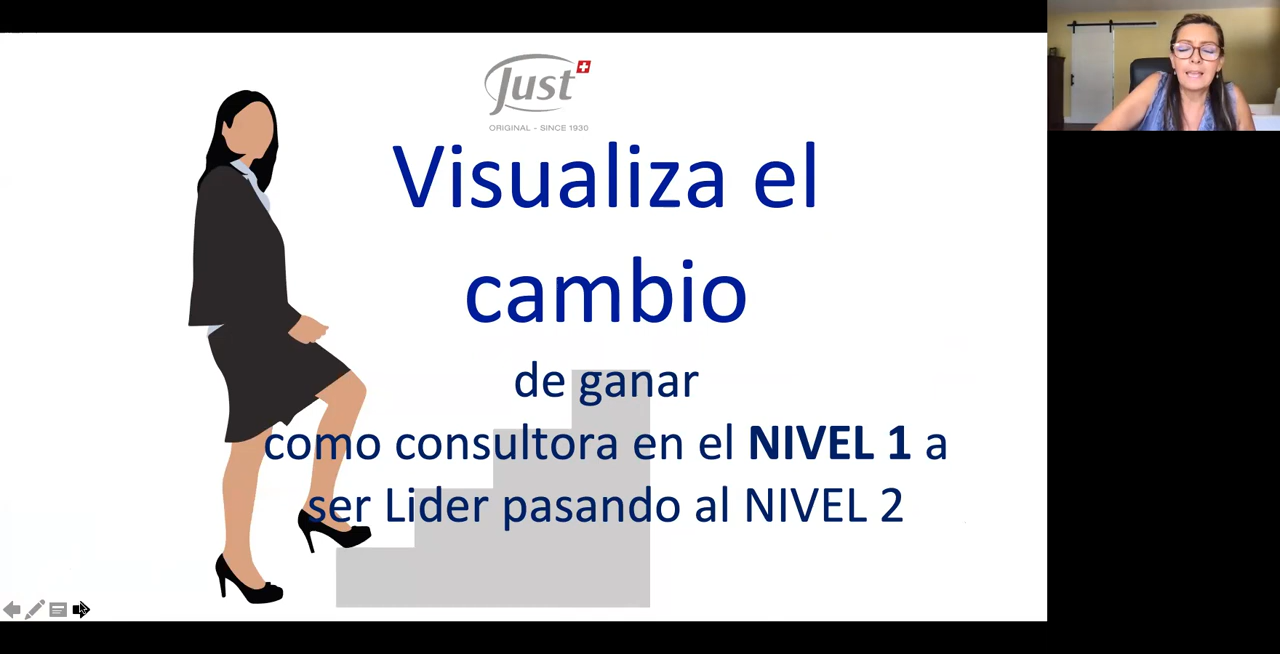 Just
ORIGINAL - SINCE 1930
Visualiza el
cambio
de ganar
como consultora en el NIVEL 1 a
ser Lider pasando al NIVEL 2